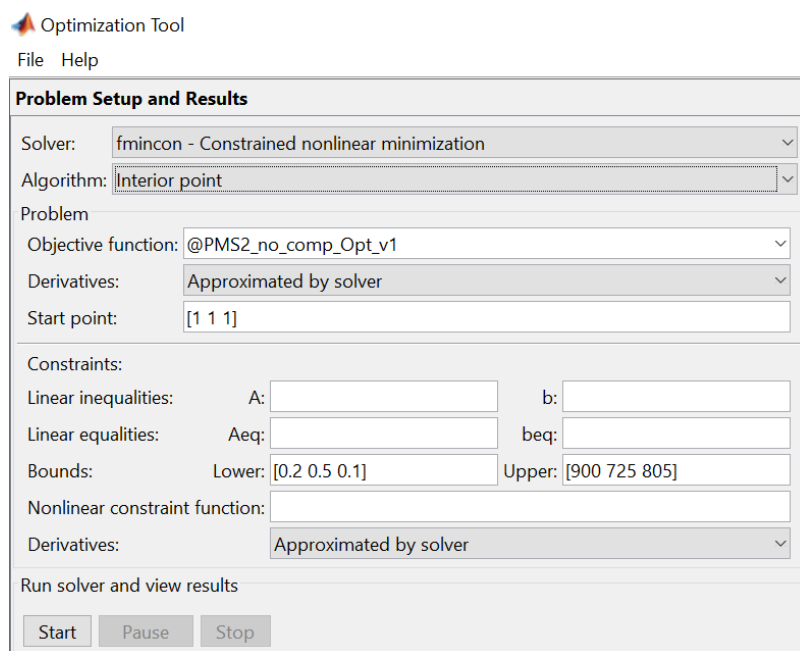 Optimization Tool
File Help
Problem Setup and Results
Solver: fmincon - Constrained nonlinear minimization
Algorithm: Interior point
Problem
Objective function: @PMS2_no_comp_Opt_v1
Derivatives: Approximated by solver
Start point: [1 1 1]
Constraints:
Linear inequalities: A: b:
Linear equalities: Aeq: beq:
Bounds: Lower: [0.2 0.5 0.1] Upper: [900 725 805]
Nonlinear constraint function:
Derivatives: Approximated by solver
Run solver and view results
Start Pause Stop